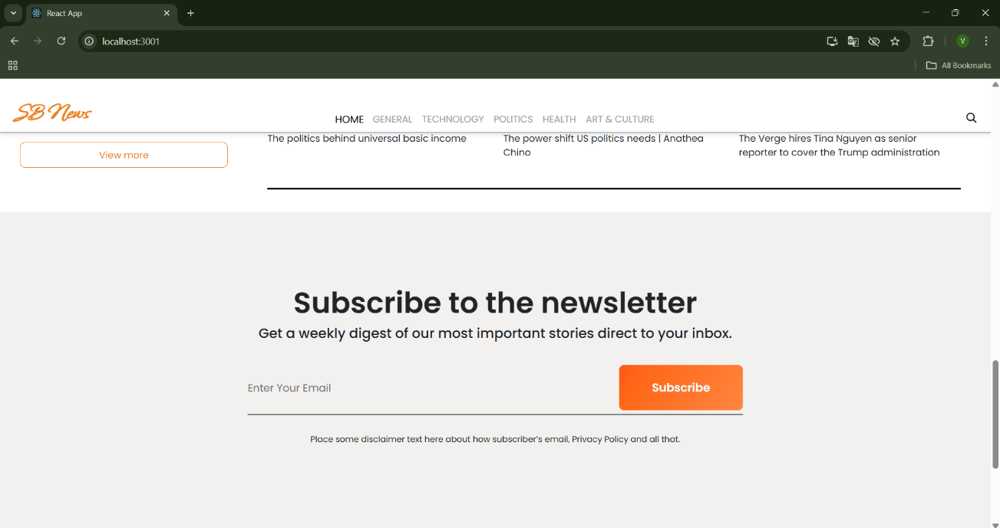 React App
localhost:3001
V
All Bookmarks
SB News
HOME GENERAL TECHNOLOGY POLITICS HEALTH ART & CULTURE
View more
The politics behind universal basic income
The power shift US politics needs | Anathea
Chino
The Verge hires Tina Nguyen as senior
reporter to cover the Trump administration
Subscribe to the newsletter
Get a weekly digest of our most important stories direct to your inbox.
Enter Your Email
Subscribe
Place some disclaimer text here about how subscriber’s email, Privacy Policy and all that.